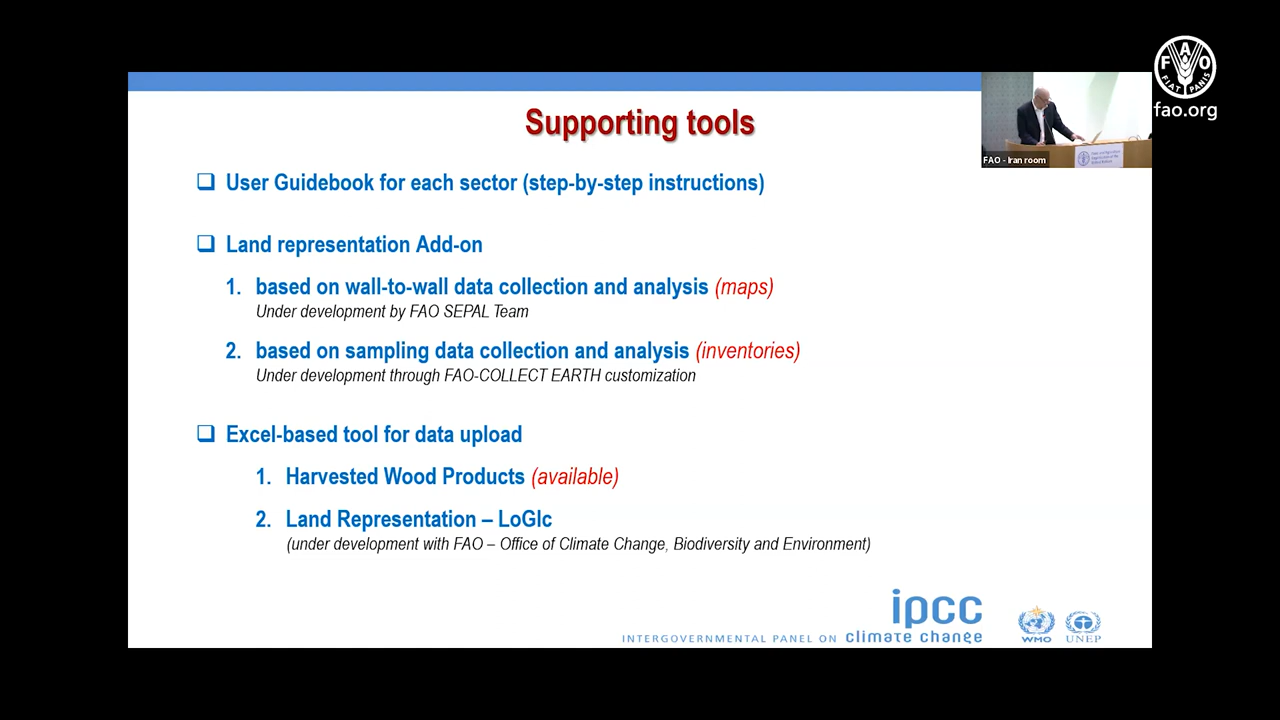 Supporting tools
User Guidebook for each sector (step-by-step instructions)
Land representation Add-on
1. based on wall-to-wall data collection and analysis (maps)
Under development by FAO SEPAL Team
2. based on sampling data collection and analysis (inventories)
Under development through FAO-COLLECT EARTH customization
Excel-based tool for data upload
1. Harvested Wood Products (available)
2. Land Representation – LoGIc
(under development with FAO – Office of Climate Change, Biodiversity and Environment)
ipcc
INTERGOVERNMENTAL PANEL ON climate change
WMO
UNEP
FAO - Iran room
F A O
FIAT PANIS
fao.org